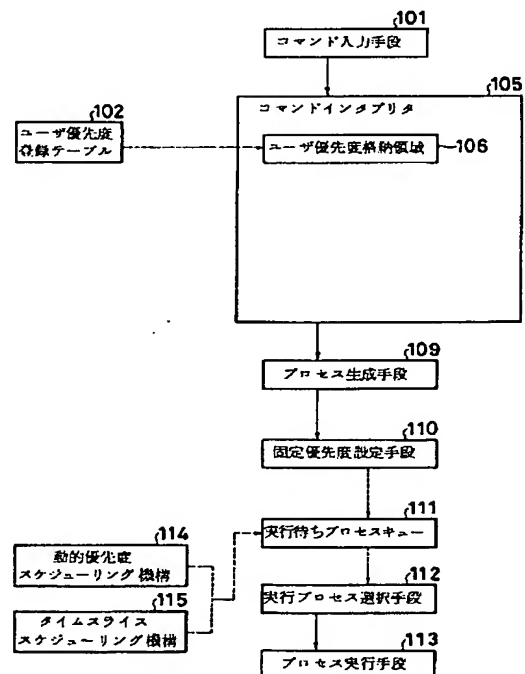 101
コマンド入力手段
105
コマンドインタプリタ
102
ユーザ優先度
登録テーブル
ユーザ優先度格納領域
106
109
プロセス生成手段
110
固定優先度設定手段
111
実行待ちプロセスキュー
114
動的優先度
スケジューリング機構
112
実行プロセス選択手段
115
タイムスライス
スケジューリング機構
113
プロセス実行手段